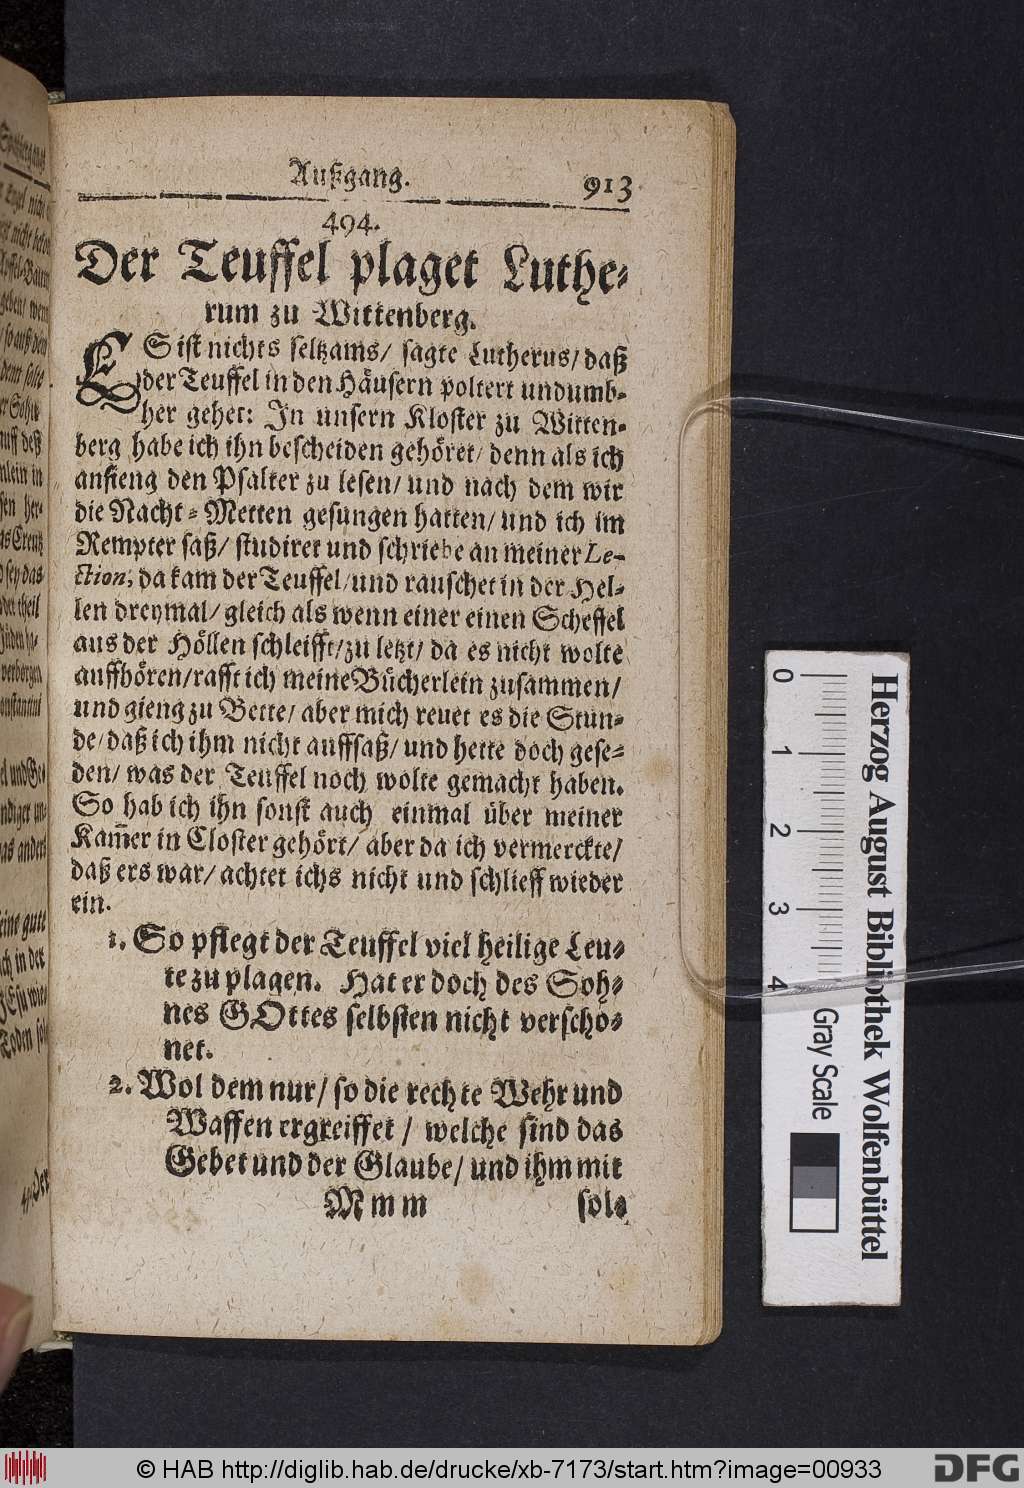 Außgang. 913
494.
Der Teuffel plaget Luthe⸗
rum zu Wittenberg.
ES ist nichts seltzams/ sagte Lutherus/ daß
der Teuffel in den Häusern poltert und umb⸗
her gehet: In unsern Kloster zu Witten⸗
berg habe ich ihn bescheiden gehöret/ denn als ich
anfieng den Psalter zu lesen/ und nach dem wir
die Nacht⸗Metten gesungen hatten/ und ich im
Rempter saß/ studiret und schriebe an meiner Le-
ction, da kam der Teuffel/ und rauschet in der Hel⸗
len dreymal/ gleich als wenn einer einen Scheffel
aus der Höllen schleifft/ zu letzt/ da es nicht wolte
auffhören/ rafft ich meine Bücherlein zusammen/
und gieng zu Bette/ aber mich reuet es die Stun⸗
de/ daß ich ihm nicht auffsaß/ und hette doch gese⸗
hen/ was der Teuffel noch wolte gemacht haben.
So hab ich ihn sonst auch einmal über meiner
Kam̅er in Closter gehört/ aber da ich vermerckte/
daß ers war/ achtet ichs nicht und schlieff wieder
ein.
1. So pflegt der Teuffel viel heilige Leu⸗
te zu plagen. Hat er doch des Soh⸗
nes GOttes selbsten nicht verscho⸗
net.
2. Wol dem nur/ so die rechte Wehr und
Waffen ergreiffet/ welche sind das
Gebet und der Glaube/ und ihm mit
Mmm sol⸗
0 1 2 3 4
Gray Scale
Herzog August Bibliothek Wolfenbüttel
© HAB http://diglib.hab.de/drucke/xb-7173/start.htm?image=00933
DFG